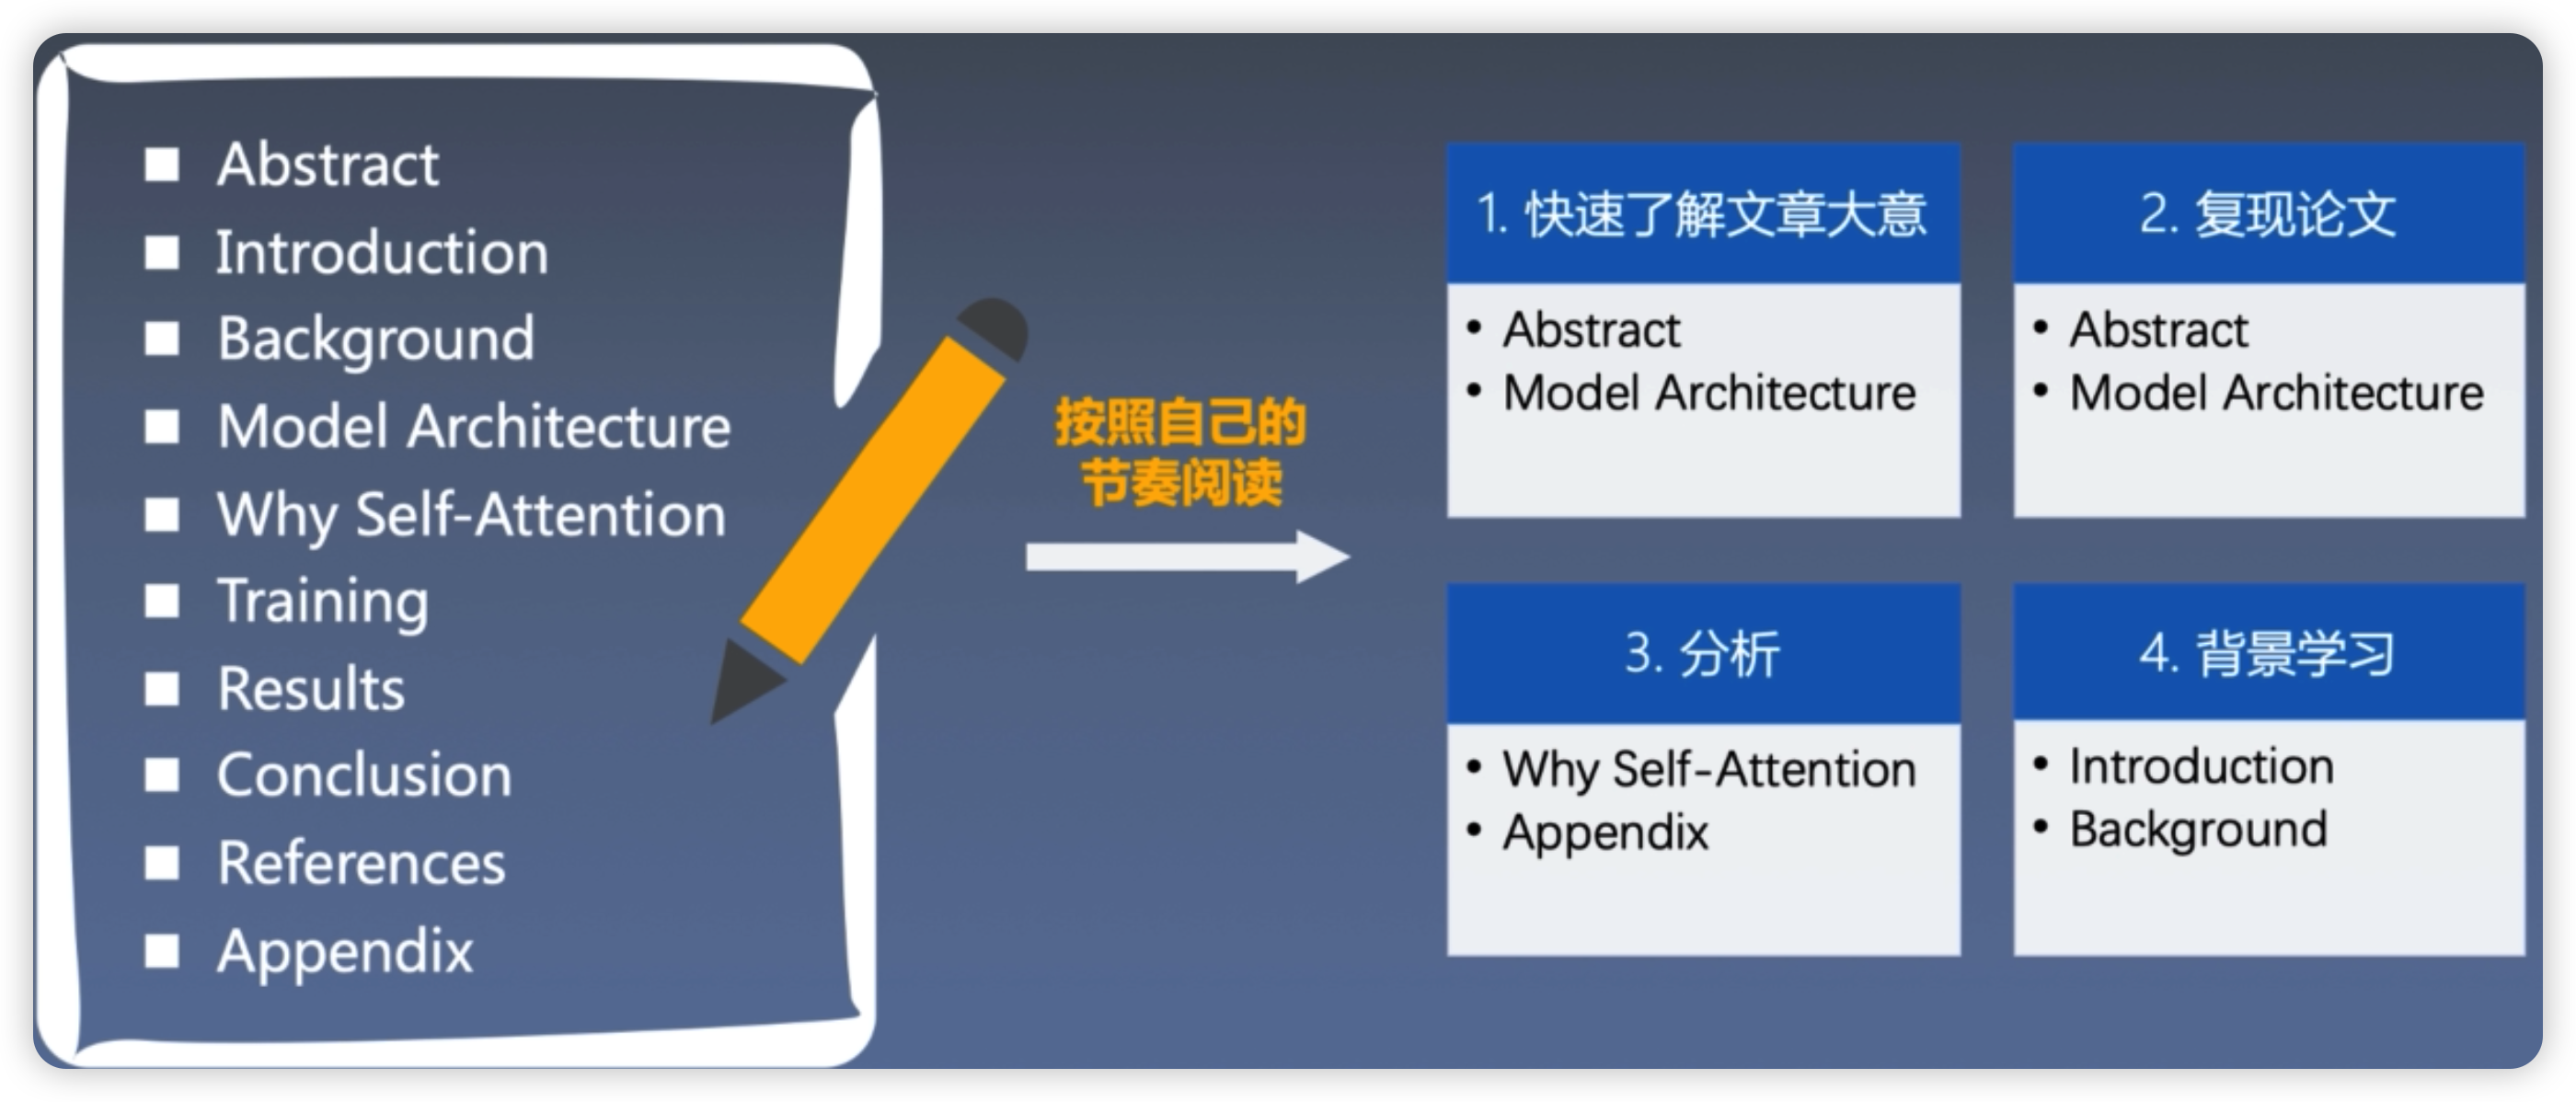 Abstract
Introduction
Background
Model Architecture
Why Self-Attention
Training
Results
Conclusion
References
Appendix
按照自己的
节奏阅读
1. 快速了解文章大意
Abstract
Model Architecture
2. 复现论文
Abstract
Model Architecture
3. 分析
Why Self-Attention
Appendix
4. 背景学习
Introduction
Background